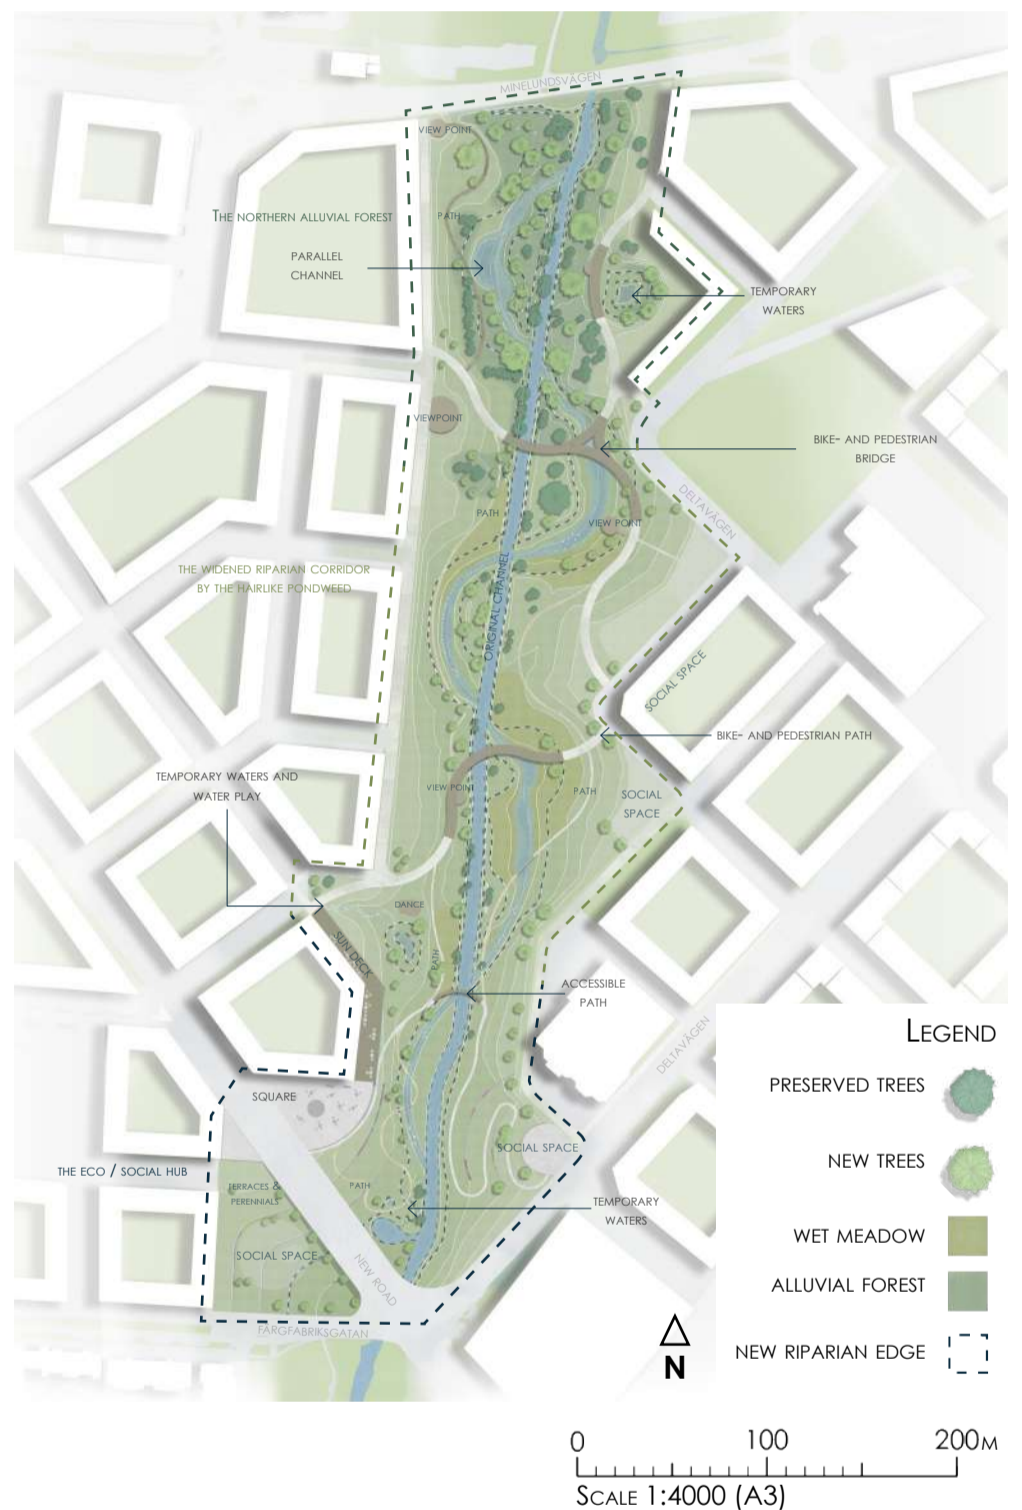 MINELUNDSVÄGEN
VIEW POINT
THE NORTHERN ALLUVIAL FOREST
PATH
PARALLEL
CHANNEL
TEMPORARY
WATERS
VIEWPOINT
BIKE- AND PEDESTRIAN
BRIDGE
DELTAVÄGEN
PATH
VIEW POINT
THE WIDENED RIPARIAN CORRIDOR
BY THE HAIRLIKE PONDWEED
ORIGINAL CHANNEL
SOCIAL SPACE
BIKE- AND PEDESTRIAN PATH
TEMPORARY WATERS AND
WATER PLAY
VIEW POINT
PATH
SOCIAL
SPACE
DANCE
SUN DECK
PATH
ACCESSIBLE
PATH
DELTAVÄGEN
SQUARE
SOCIAL SPACE
THE ECO / SOCIAL HUB
TERRACES &
PERENNIALS
PATH
TEMPORARY
WATERS
SOCIAL SPACE
NEW ROAD
FÄRGFABRIKSGATAN
N
LEGEND
PRESERVED TREES
NEW TREES
WET MEADOW
ALLUVIAL FOREST
NEW RIPARIAN EDGE
0 100 200M
SCALE 1:4000 (A3)